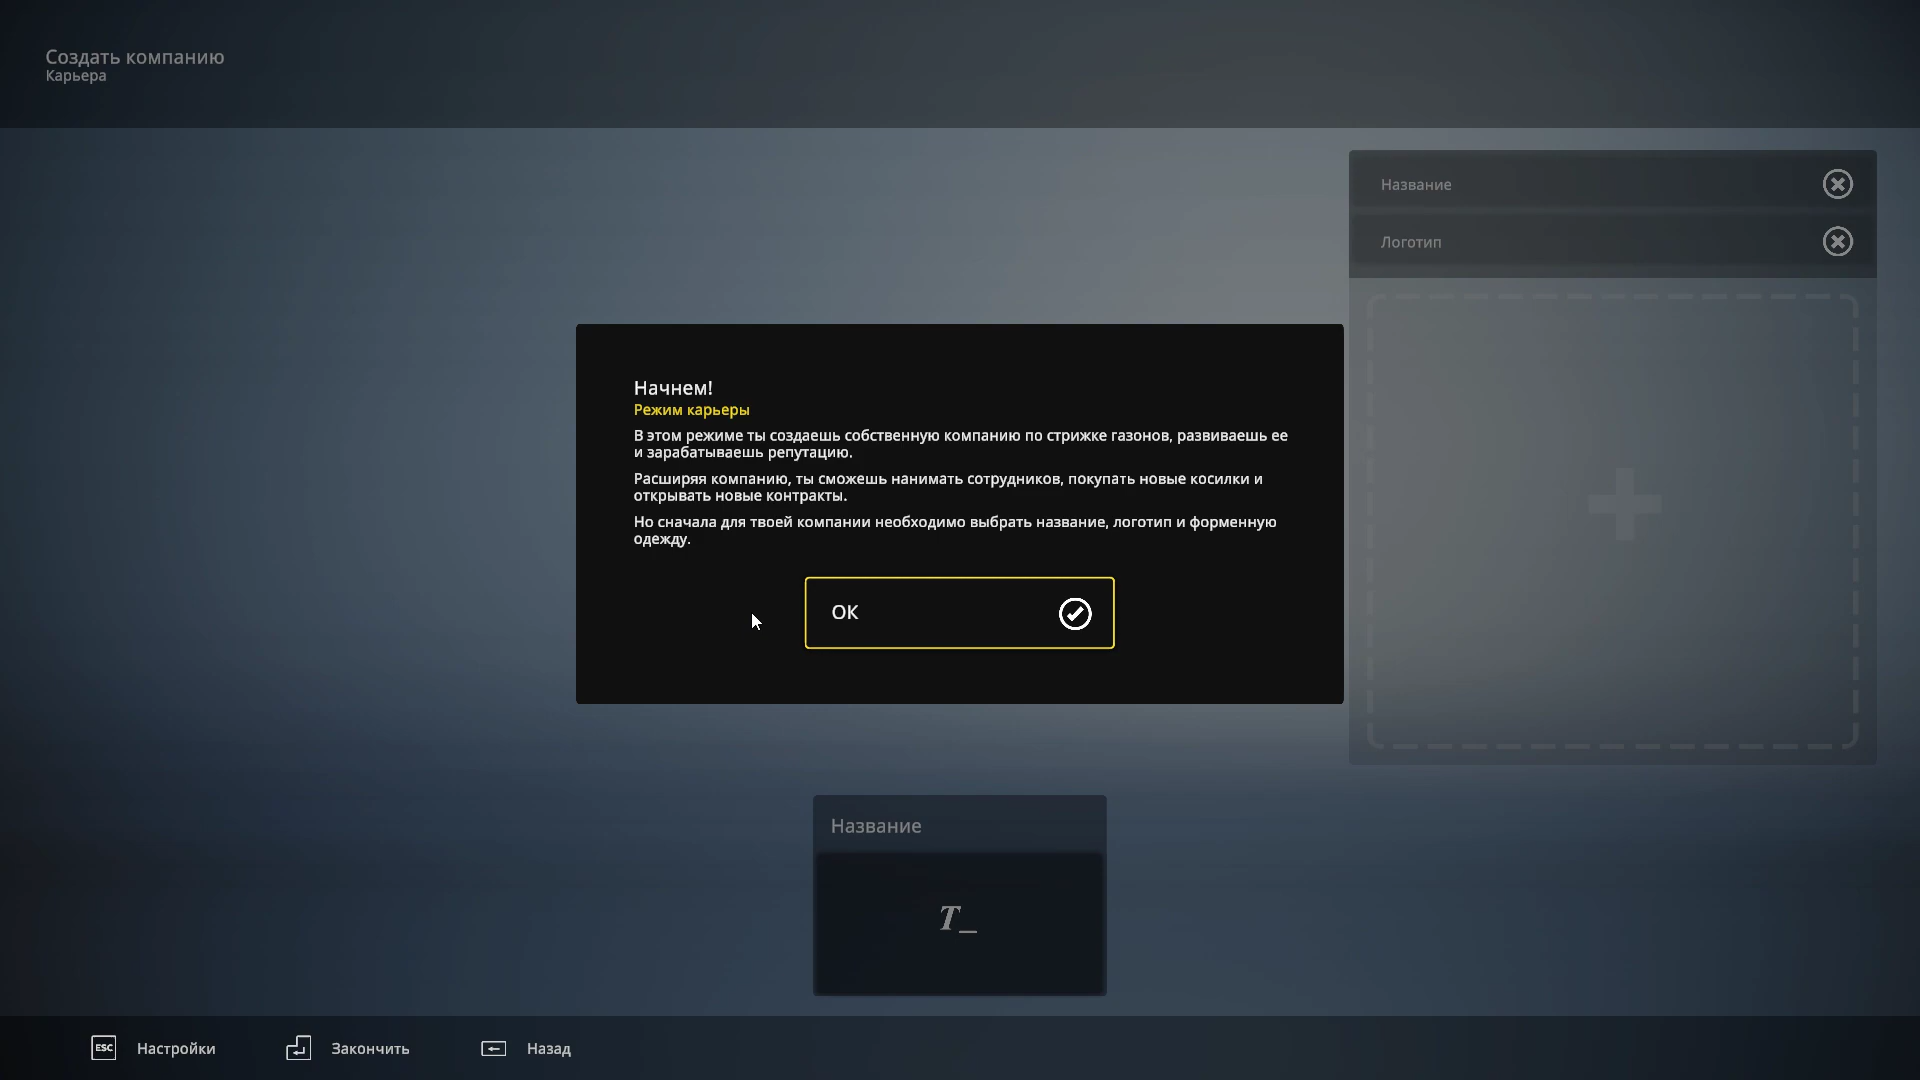 Создать компанию
Карьера
Название
Логотип
Начнем!
Режим карьеры
В этом режиме ты создаешь собственную компанию по стрижке газонов, развиваешь ее
и зарабатываешь репутацию.
Расширяя компанию, ты сможешь нанимать сотрудников, покупать новые косилки и
открывать новые контракты.
Но сначала для твоей компании необходимо выбрать название, логотип и форменную
одежду.
ОК
Название
T_
ESC Настройки
Закончить
Назад